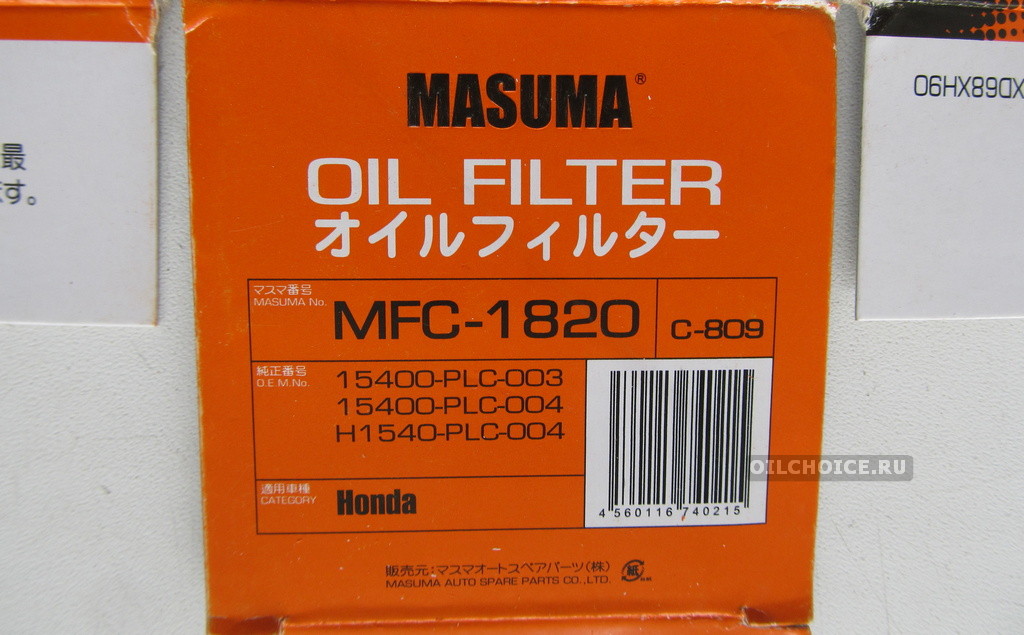 MASUMA®
OIL FILTER
オイルフィルター
マスマ番号
MASUMA No.
MFC-1820
C-809
純正番号
O.E.M.No.
15400-PLC-003
15400-PLC-004
H1540-PLC-004
4 560116 740215
適用車種
CATEGORY
Honda
販売元:マスマオートスペアパーツ(株)
MASUMA AUTO SPARE PARTS CO.,LTD.
紙
最
す。
OILCHOICE.RU